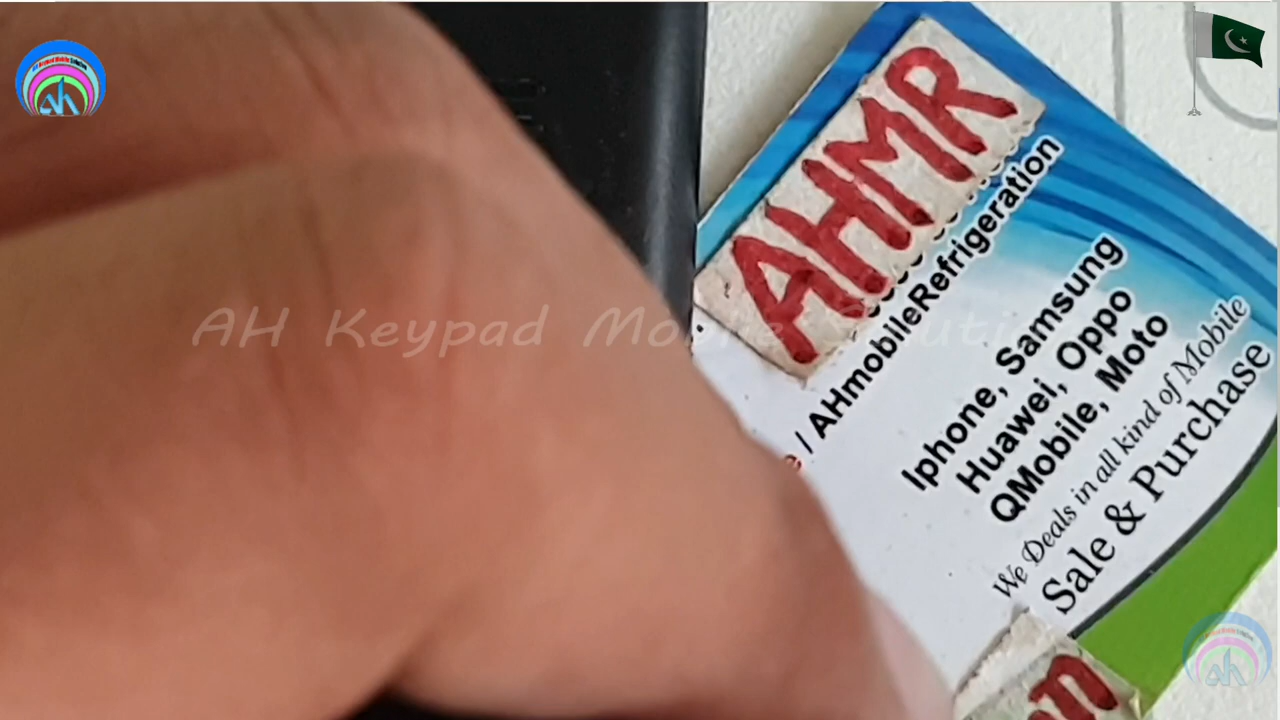 AH Keypad Mobile Solution
AHMR
/ AHmobileRefrigeration
Iphone, Samsung
Huawei, Oppo
QMobile, Moto
We Deals in all kind of Mobile
Sale & Purchase